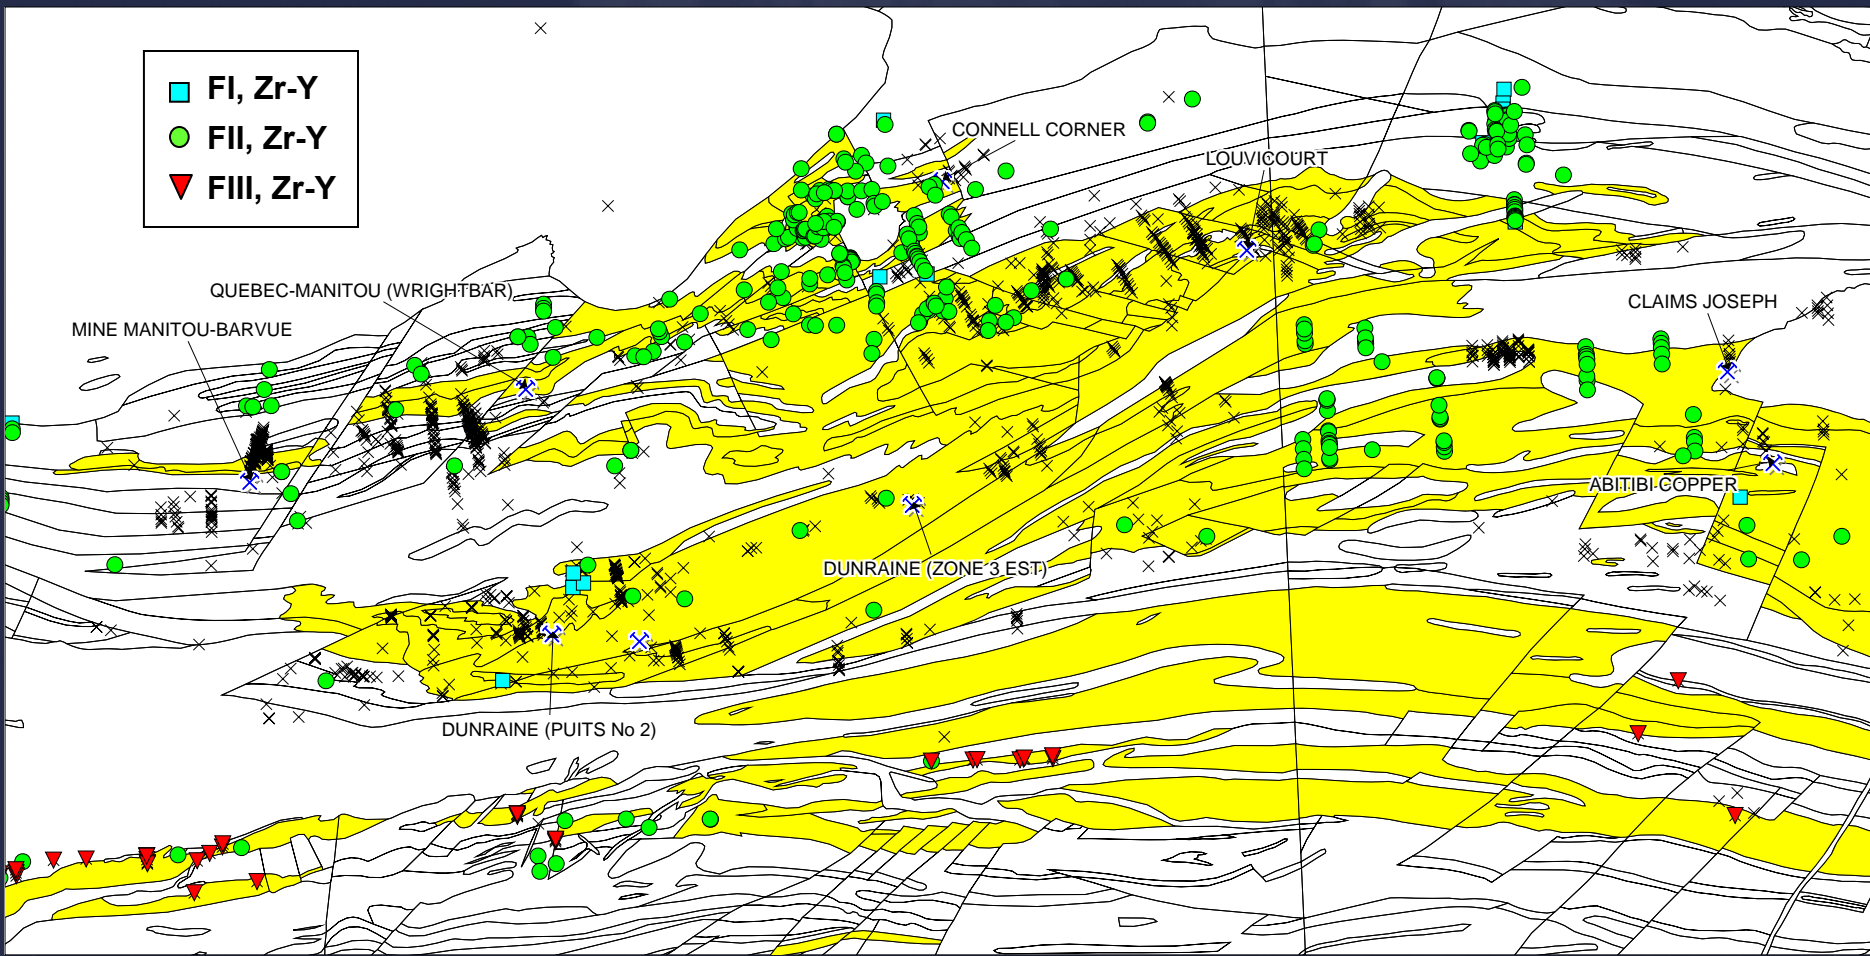 FI, Zr-Y
FII, Zr-Y
FIII, Zr-Y
CONNELL CORNER
LOUVICOURT
QUEBEC-MANITOU (WRIGHTBAR)
MINE MANITOU-BARVUE
CLAIMS JOSEPH
ABITIBI COPPER
DUNRAINE (ZONE 3 EST)
DUNRAINE (PUITS No 2)